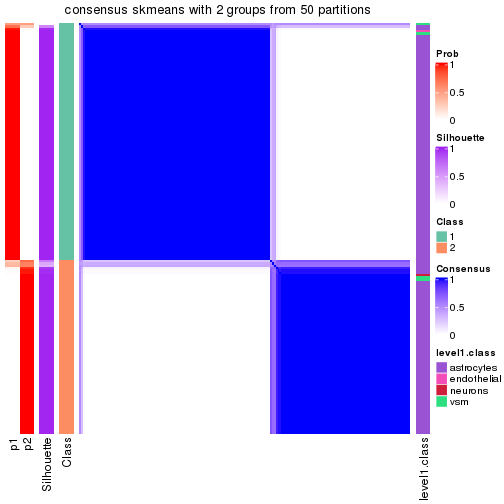 consensus skmeans with 2 groups from 50 partitions
Prob
1
0.5
0
Silhouette
1
0.5
0
Class
1
2
Consensus
1
0.5
0
level1.class
astrocytes
endothelial
neurons
vsm
p1
p2
Silhouette
Class
level1.class